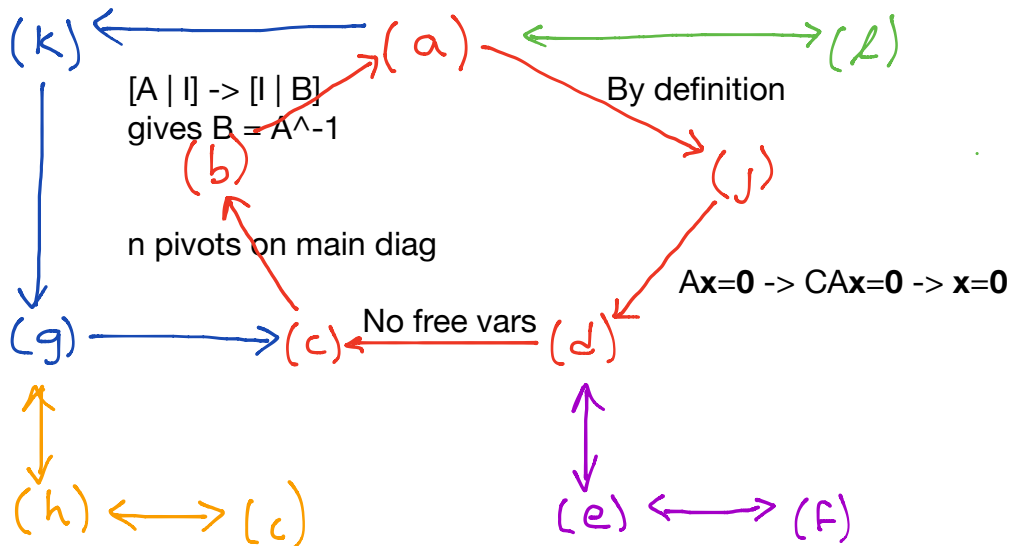 (k) (a) (l)
[A | I] -> [I | B]
gives B = A^-1
By definition
(b) (j)
n pivots on main diag
Ax=0 -> CAx=0 -> x=0
(g) (c) No free vars (d)
(h) (c) (e) (f)